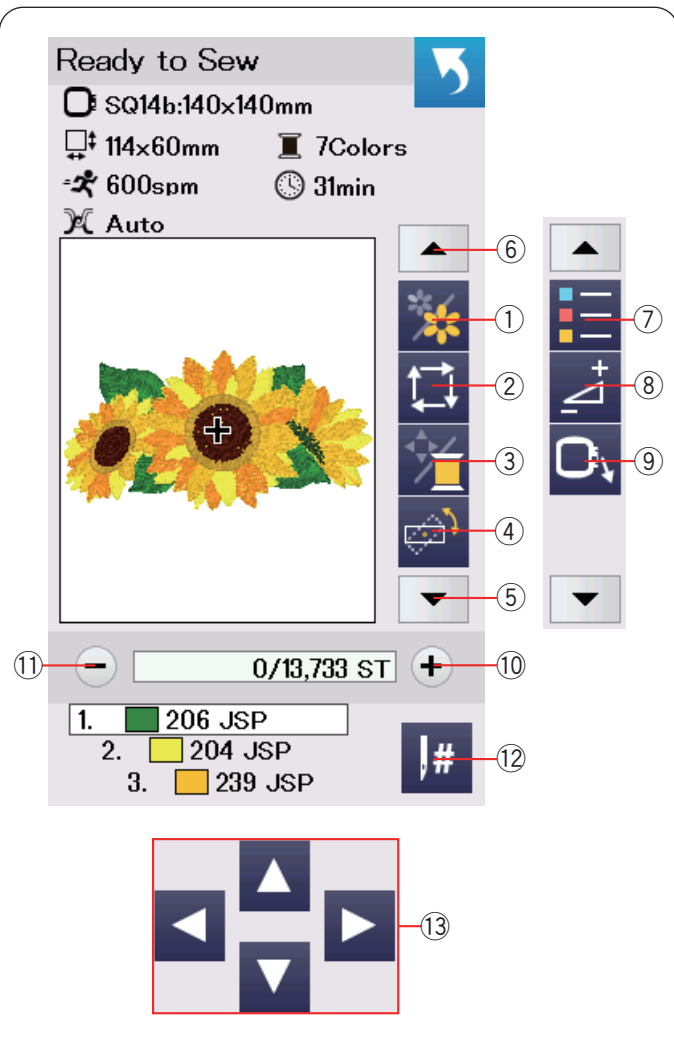 Ready to Sew
SQ14b:140x140mm
114x60mm 7Colors
600spm 31min
Auto
⑥
① ⑦
② ⑧
③ ⑨
④
⑤
⑪ - 0/13,733 ST + ⑩
1. 206 JSP
2. 204 JSP
3. 239 JSP
# ⑫
⑬